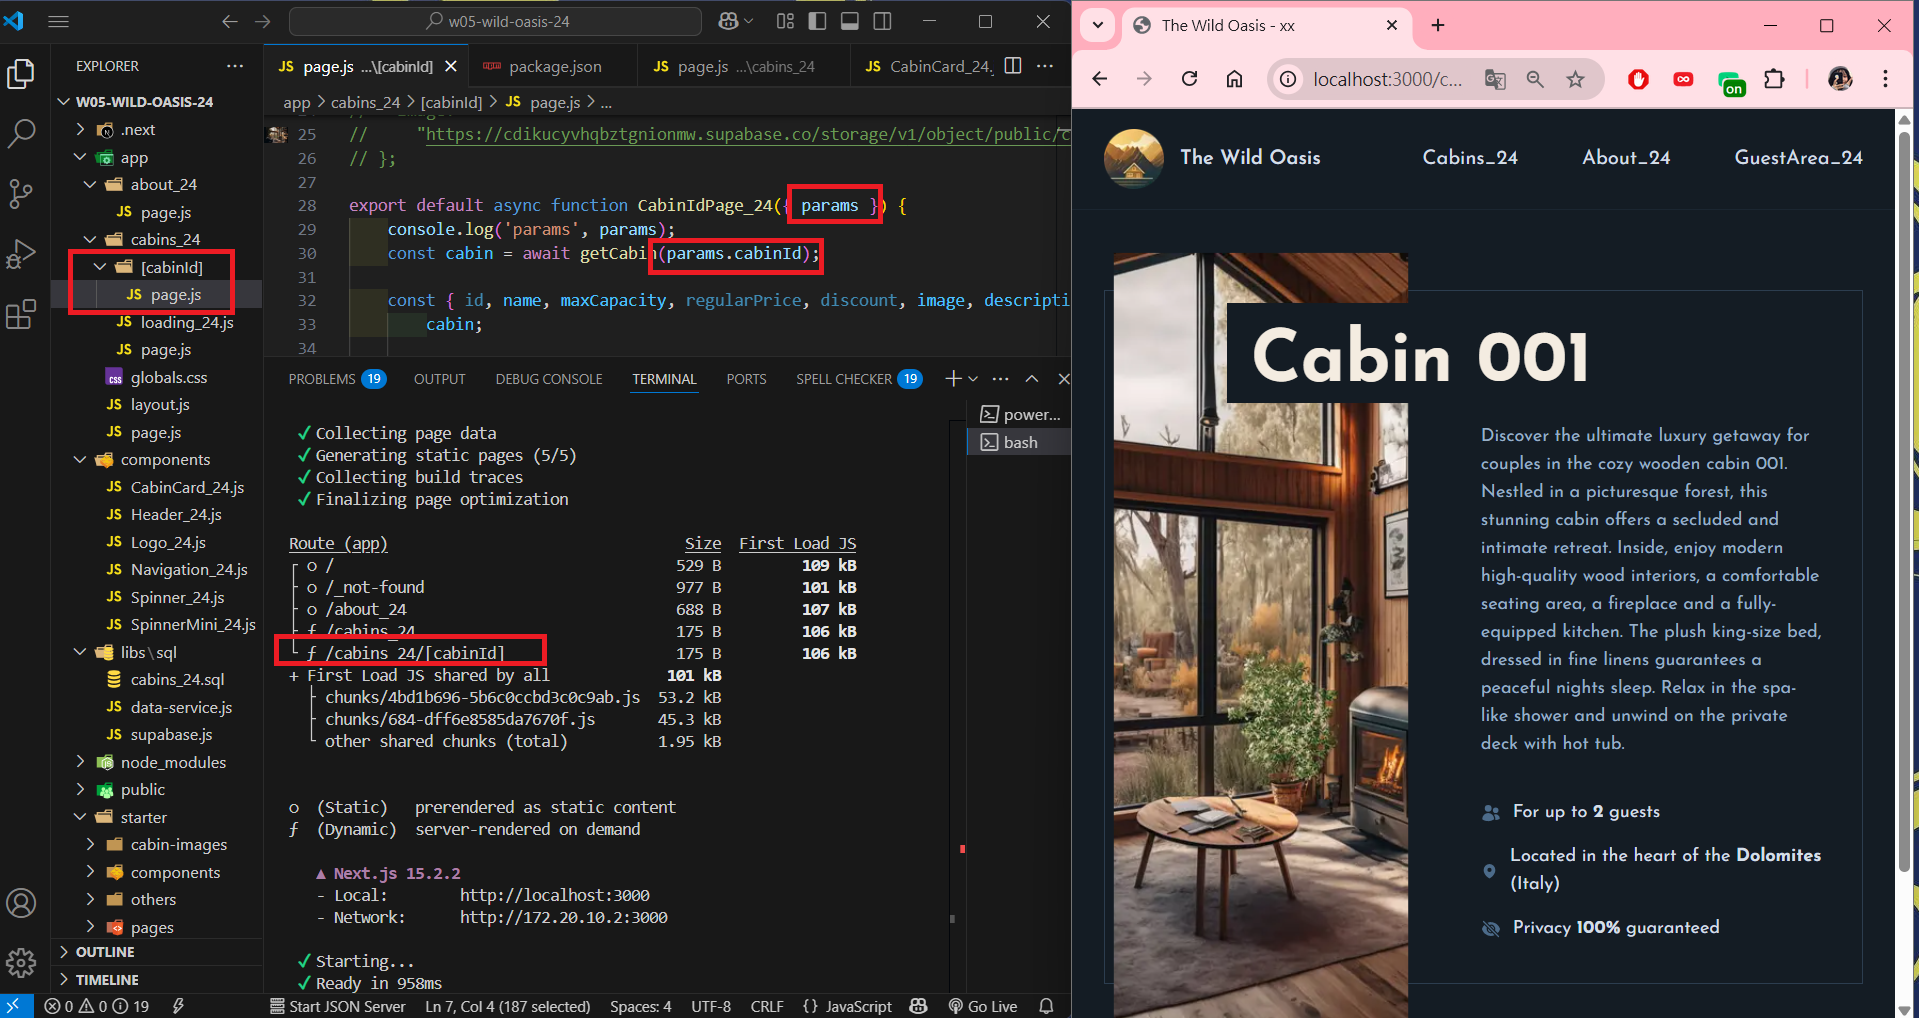 w05-wild-oasis-24
EXPLORER
W05-WILD-OASIS-24
.next
app
about_24
page.js
cabins_24
[cabinId]
page.js
loading_24.js
page.js
globals.css
layout.js
page.js
components
CabinCard_24.js
Header_24.js
Logo_24.js
Navigation_24.js
Spinner_24.js
SpinnerMini_24.js
libs\sql
cabins_24.sql
data-service.js
supabase.js
node_modules
public
starter
cabin-images
components
others
pages
OUTLINE
TIMELINE
page.js ...\[cabinId]
package.json
page.js ...\cabins_24
CabinCard_24.
app > cabins_24 > [cabinId] > JS page.js > ...
25 // "https://cdikucyvhqbztgnionmw.supabase.co/storage/v1/object/public/c
26 // };
27
28 export default async function CabinIdPage_24({ params }) {
29 console.log('params', params);
30 const cabin = await getCabin(params.cabinId);
31
32 const { id, name, maxCapacity, regularPrice, discount, image, descripti
33 cabin;
34
PROBLEMS 19 OUTPUT DEBUG CONSOLE TERMINAL PORTS SPELL CHECKER 19
power...
bash
✓ Collecting page data
✓ Generating static pages (5/5)
✓ Collecting build traces
✓ Finalizing page optimization
Route (app) Size First Load JS
┌ ○ / 529 B 109 kB
├ ○ /_not-found 977 B 101 kB
├ ○ /about_24 688 B 107 kB
├ ƒ /cabins_24 175 B 106 kB
└ ƒ /cabins_24/[cabinId] 175 B 106 kB
+ First Load JS shared by all 101 kB
├ chunks/4bd1b696-5b6c0ccbd3c0c9ab.js 53.2 kB
├ chunks/684-dff6e8585da7670f.js 45.3 kB
└ other shared chunks (total) 1.95 kB
○ (Static) prerendered as static content
ƒ (Dynamic) server-rendered on demand
▲ Next.js 15.2.2
- Local: http://localhost:3000
- Network: http://172.20.10.2:3000
✓ Starting...
✓ Ready in 958ms
0 0 19 Start JSON Server Ln 7, Col 4 (187 selected) Spaces: 4 UTF-8 CRLF {} JavaScript Go Live
The Wild Oasis - xx
localhost:3000/c...
on
The Wild Oasis
Cabins_24 About_24 GuestArea_24
Cabin 001
Discover the ultimate luxury getaway for
couples in the cozy wooden cabin 001.
Nestled in a picturesque forest, this
stunning cabin offers a secluded and
intimate retreat. Inside, enjoy modern
high-quality wood interiors, a comfortable
seating area, a fireplace and a fully-
equipped kitchen. The plush king-size bed,
dressed in fine linens guarantees a
peaceful nights sleep. Relax in the spa-
like shower and unwind on the private
deck with hot tub.
For up to 2 guests
Located in the heart of the Dolomites
(Italy)
Privacy 100% guaranteed